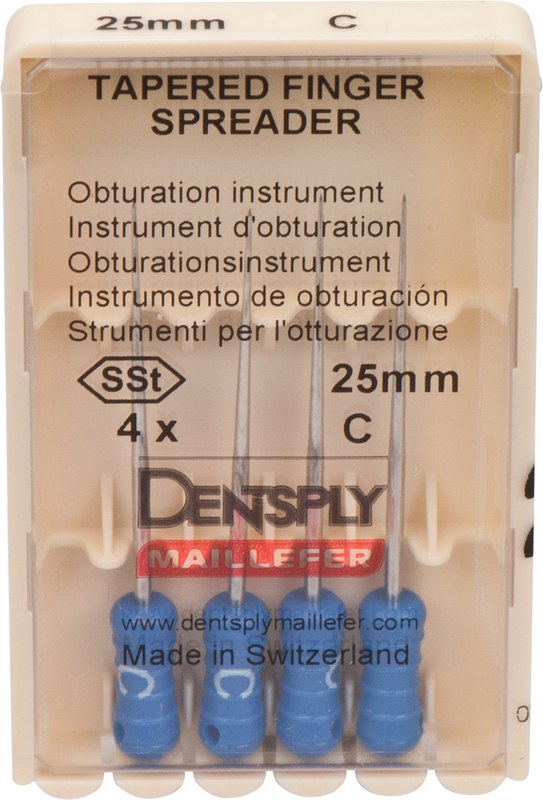 25mm C
TAPERED FINGER
SPREADER
Obturation instrument
Instrument d'obturation
Obturationsinstrument
Instrumento de obturación
Strumenti per l'otturazione
SSt 25mm
4 x C
DENTSPLY
MAILLEFER
www.dentsplymaillefer.com
Made in Switzerland
C C C